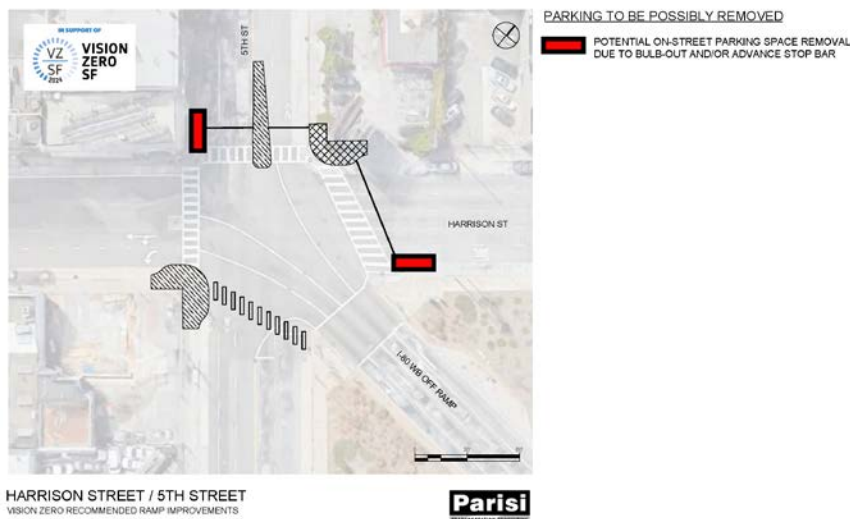 IN SUPPORT OF
VZ
SF
2024
VISION
ZERO
SF
5TH ST
HARRISON ST
I-80 WB OFF RAMP
PARKING TO BE POSSIBLY REMOVED
POTENTIAL ON-STREET PARKING SPACE REMOVAL
DUE TO BULB-OUT AND/OR ADVANCE STOP BAR
HARRISON STREET / 5TH STREET
VISION ZERO RECOMMENDED RAMP IMPROVEMENTS
Parisi